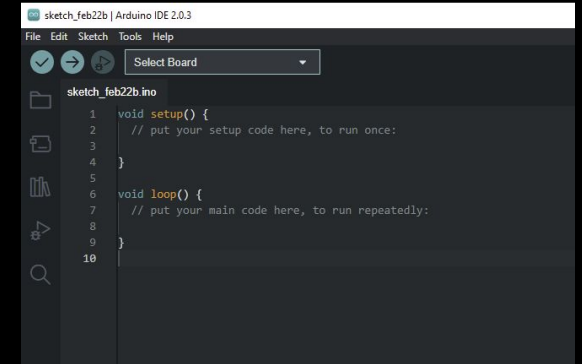 sketch_feb22b | Arduino IDE 2.0.3
File Edit Sketch Tools Help
Select Board
sketch_feb22b.ino
1 void setup() {
2 // put your setup code here, to run once:
3
4 }
5
6 void loop() {
7 // put your main code here, to run repeatedly:
8
9 }
10